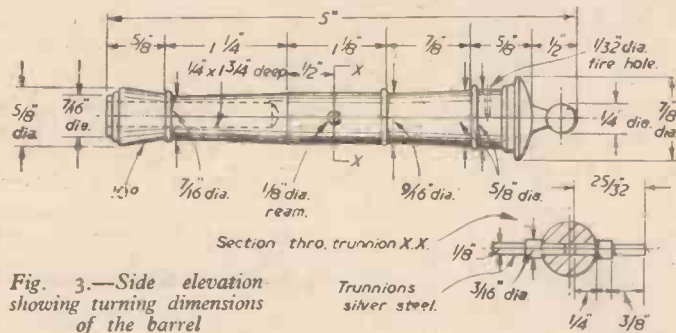 5"
5/8" 1 1/4" 1 1/8" 7/8" 5/8" 1/2" 1/32" dia.
fire hole.
1/4" x 1 3/4" deep 1/2" X
5/8"
dia.
7/16"
dia.
1/4"
dia.
7/8"
dia.
X
10°
7/16" dia.
1/8" dia.
ream.
9/16" dia.
5/8" dia.
25/32"
Section thro. trunnion X.X.
1/8"
3/16" dia.
Trunnions
silver steel.
1/4" 3/8"
Fig. 3.—Side elevation
showing turning dimensions
of the barrel